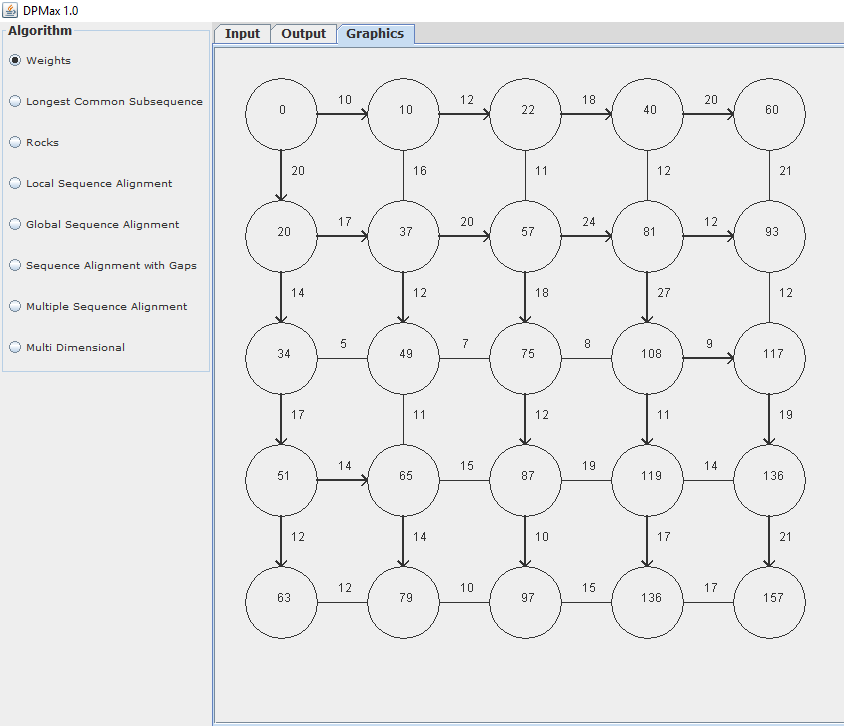 DPMax 1.0
Algorithm
Weights
Longest Common Subsequence
Rocks
Local Sequence Alignment
Global Sequence Alignment
Sequence Alignment with Gaps
Multiple Sequence Alignment
Multi Dimensional
Input Output Graphics
0 10 10 12 22 18 40 20 60
20 16 11 12 21
20 17 37 20 57 24 81 12 93
14 12 18 27 12
34 5 49 7 75 8 108 9 117
17 11 12 11 19
51 14 65 15 87 19 119 14 136
12 14 10 17 21
63 12 79 10 97 15 136 17 157